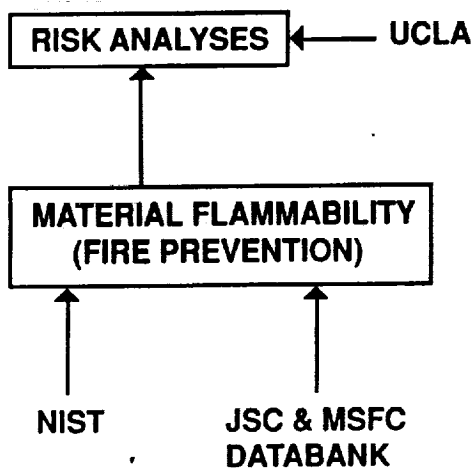 RISK ANALYSES
UCLA
MATERIAL FLAMMABILITY
(FIRE PREVENTION)
NIST
JSC & MSFC
DATABANK